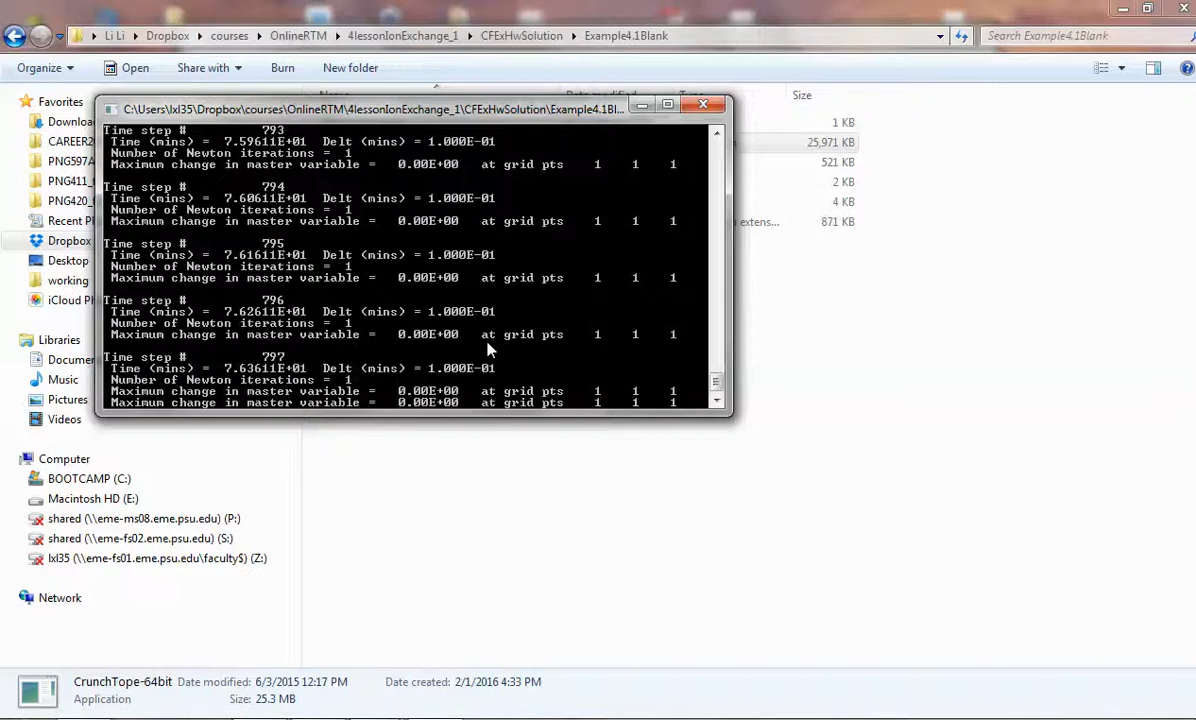 Li Li ▸ Dropbox ▸ courses ▸ OnlineRTM ▸ 4lessonIonExchange_1 ▸ CFExHwSolution ▸ Example4.1Blank
Search Example4.1Blank
Organize Open Share with Burn New folder
Favorites
Size
C:\Users\lxl35\Dropbox\courses\OnlineRTM\4lessonIonExchange_1\CFExHwSolution\Example4.1Bl...
Time step # 793
Time (mins) = 7.59611E+01 Delt (mins) = 1.000E-01
Number of Newton iterations = 1
Maximum change in master variable = 0.00E+00 at grid pts 1 1 1
Time step # 794
Time (mins) = 7.60611E+01 Delt (mins) = 1.000E-01
Number of Newton iterations = 1
Maximum change in master variable = 0.00E+00 at grid pts 1 1 1
Time step # 795
Time (mins) = 7.61611E+01 Delt (mins) = 1.000E-01
Number of Newton iterations = 1
Maximum change in master variable = 0.00E+00 at grid pts 1 1 1
Time step # 796
Time (mins) = 7.62611E+01 Delt (mins) = 1.000E-01
Number of Newton iterations = 1
Maximum change in master variable = 0.00E+00 at grid pts 1 1 1
Time step # 797
Time (mins) = 7.63611E+01 Delt (mins) = 1.000E-01
Number of Newton iterations = 1
Maximum change in master variable = 0.00E+00 at grid pts 1 1 1
Maximum change in master variable = 0.00E+00 at grid pts 1 1 1
1 KB
25,971 KB
521 KB
2 KB
4 KB
n extens... 871 KB
Downloa
CAREER20
PNG597A
PNG411_f
PNG420_f
Recent Pl
Dropbox
Desktop
working
iCloud Ph
Libraries
Documen
Music
Pictures
Videos
Computer
BOOTCAMP (C:)
Macintosh HD (E:)
shared (\\eme-ms08.eme.psu.edu) (P:)
shared (\\eme-fs02.eme.psu.edu) (S:)
lxl35 (\\eme-fs01.eme.psu.edu\faculty$) (Z:)
Network
CrunchTope-64bit Date modified: 6/3/2015 12:17 PM Date created: 2/1/2016 4:33 PM
Application Size: 25.3 MB